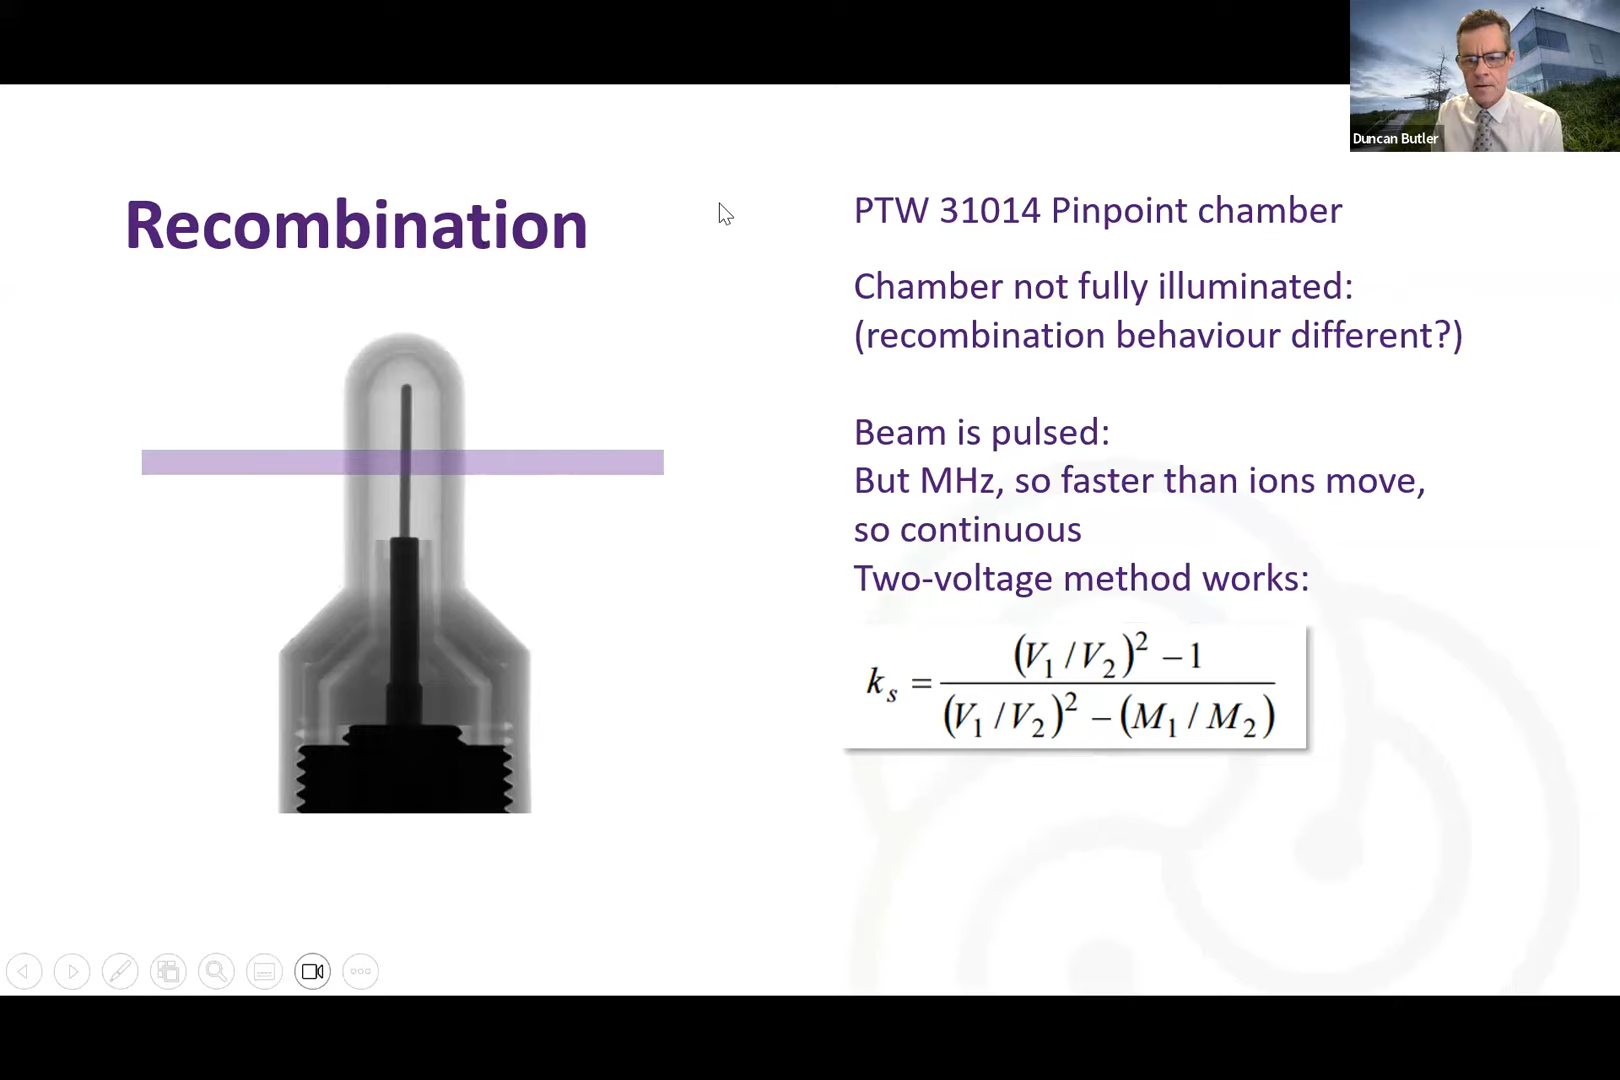 Duncan Butler
Recombination
PTW 31014 Pinpoint chamber
Chamber not fully illuminated:
(recombination behaviour different?)
Beam is pulsed:
But MHz, so faster than ions move,
so continuous
Two-voltage method works:
k_s = ((V_1 / V_2)^2 − 1) / ((V_1 / V_2)^2 − (M_1 / M_2))